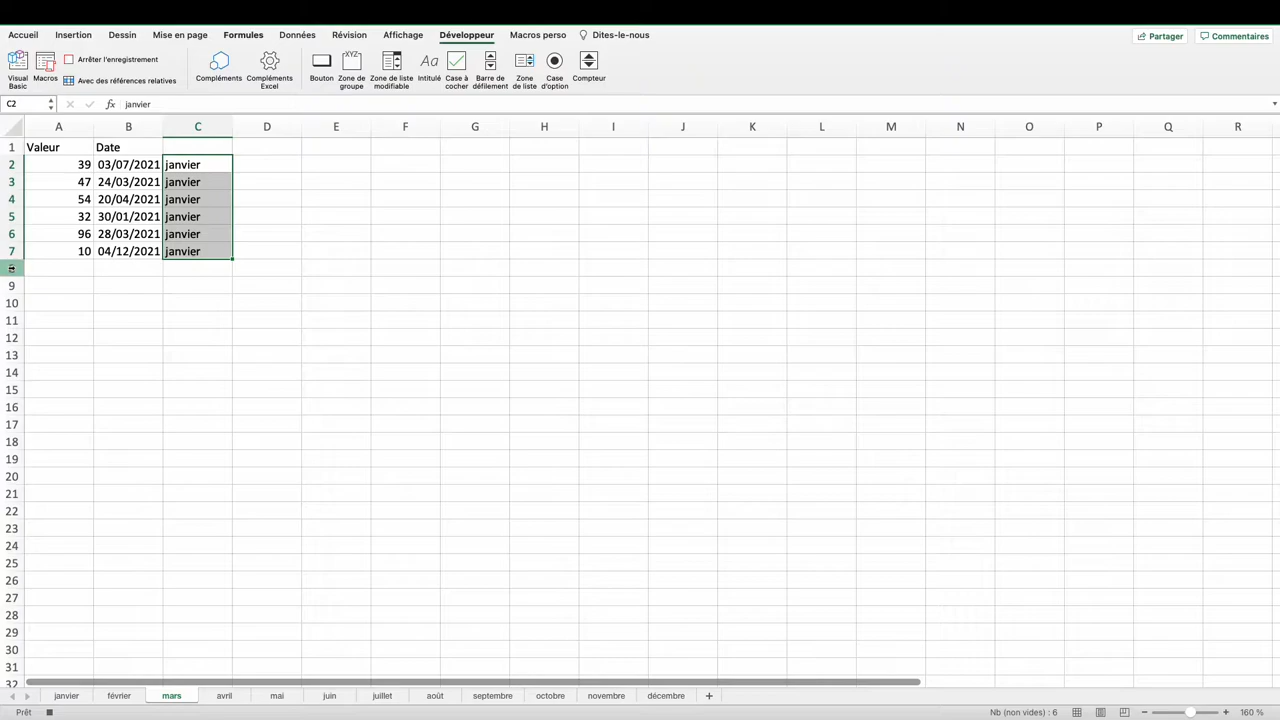 Accueil Insertion Dessin Mise en page Formules Données Révision Affichage Développeur Macros perso Dites-le-nous Partager Commentaires
Visual Basic Macros Arrêter l'enregistrement Avec des références relatives Compléments Compléments Excel Bouton Zone de groupe Zone de liste modifiable Intitulé Case à cocher Barre de défilement Zone de liste Case d'option Compteur
C2 fx janvier
A B C D E F G H I J K L M N O P Q R
1 Valeur Date
2 39 03/07/2021 janvier
3 47 24/03/2021 janvier
4 54 20/04/2021 janvier
5 32 30/01/2021 janvier
6 96 28/03/2021 janvier
7 10 04/12/2021 janvier
9
10
11
12
13
14
15
16
17
18
19
20
21
22
23
24
25
26
27
28
29
30
31
32
janvier février mars avril mai juin juillet août septembre octobre novembre décembre
Prêt Nb (non vides) : 6 160 %